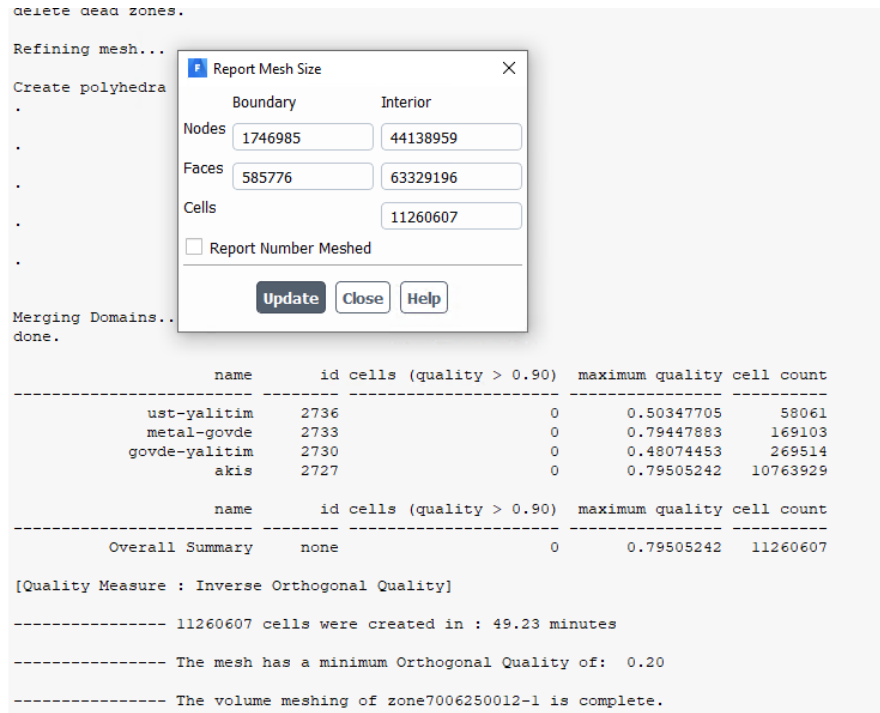 delete dead zones.
Refining mesh...
Create polyhedra
.
.
.
.
.
Report Mesh Size
Boundary Interior
Nodes 1746985 44138959
Faces 585776 63329196
Cells 11260607
Report Number Meshed
Update Close Help
Merging Domains..
done.
name id cells (quality > 0.90) maximum quality cell count
------------------------- -------- ---------------------- ---------------- ----------
ust-yalitim 2736 0 0.50347705 58061
metal-govde 2733 0 0.79447883 169103
govde-yalitim 2730 0 0.48074453 269514
akis 2727 0 0.79505242 10763929
name id cells (quality > 0.90) maximum quality cell count
------------------------- -------- ---------------------- ---------------- ----------
Overall Summary none 0 0.79505242 11260607
[Quality Measure : Inverse Orthogonal Quality]
---------------- 11260607 cells were created in : 49.23 minutes
---------------- The mesh has a minimum Orthogonal Quality of: 0.20
---------------- The volume meshing of zone7006250012-1 is complete.